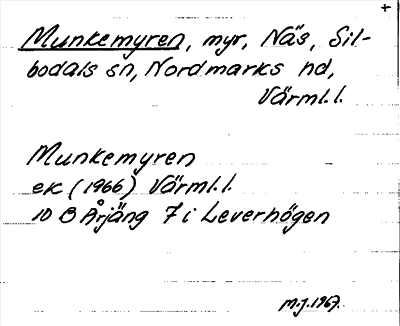 +
Munkemyren, myr, Näs, Sil-
bodals sn, Nordmarks hd,
Värml.l.
Munkemyren
ek (1966) Värml.l.
10 B Årjäng 7 i Leverhögen
M.J. 1967.